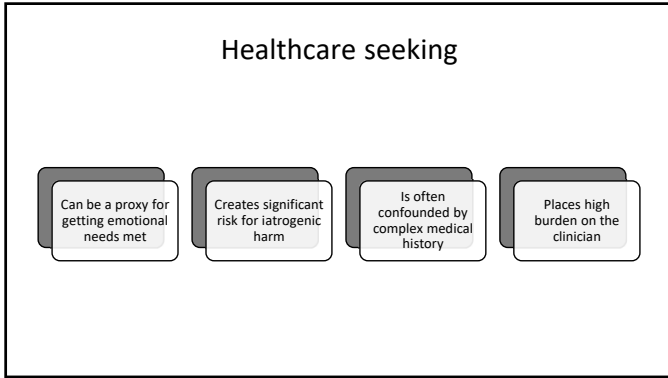 Healthcare seeking
Can be a proxy for
getting emotional
needs met
Creates significant
risk for iatrogenic
harm
Is often
confounded by
complex medical
history
Places high
burden on the
clinician